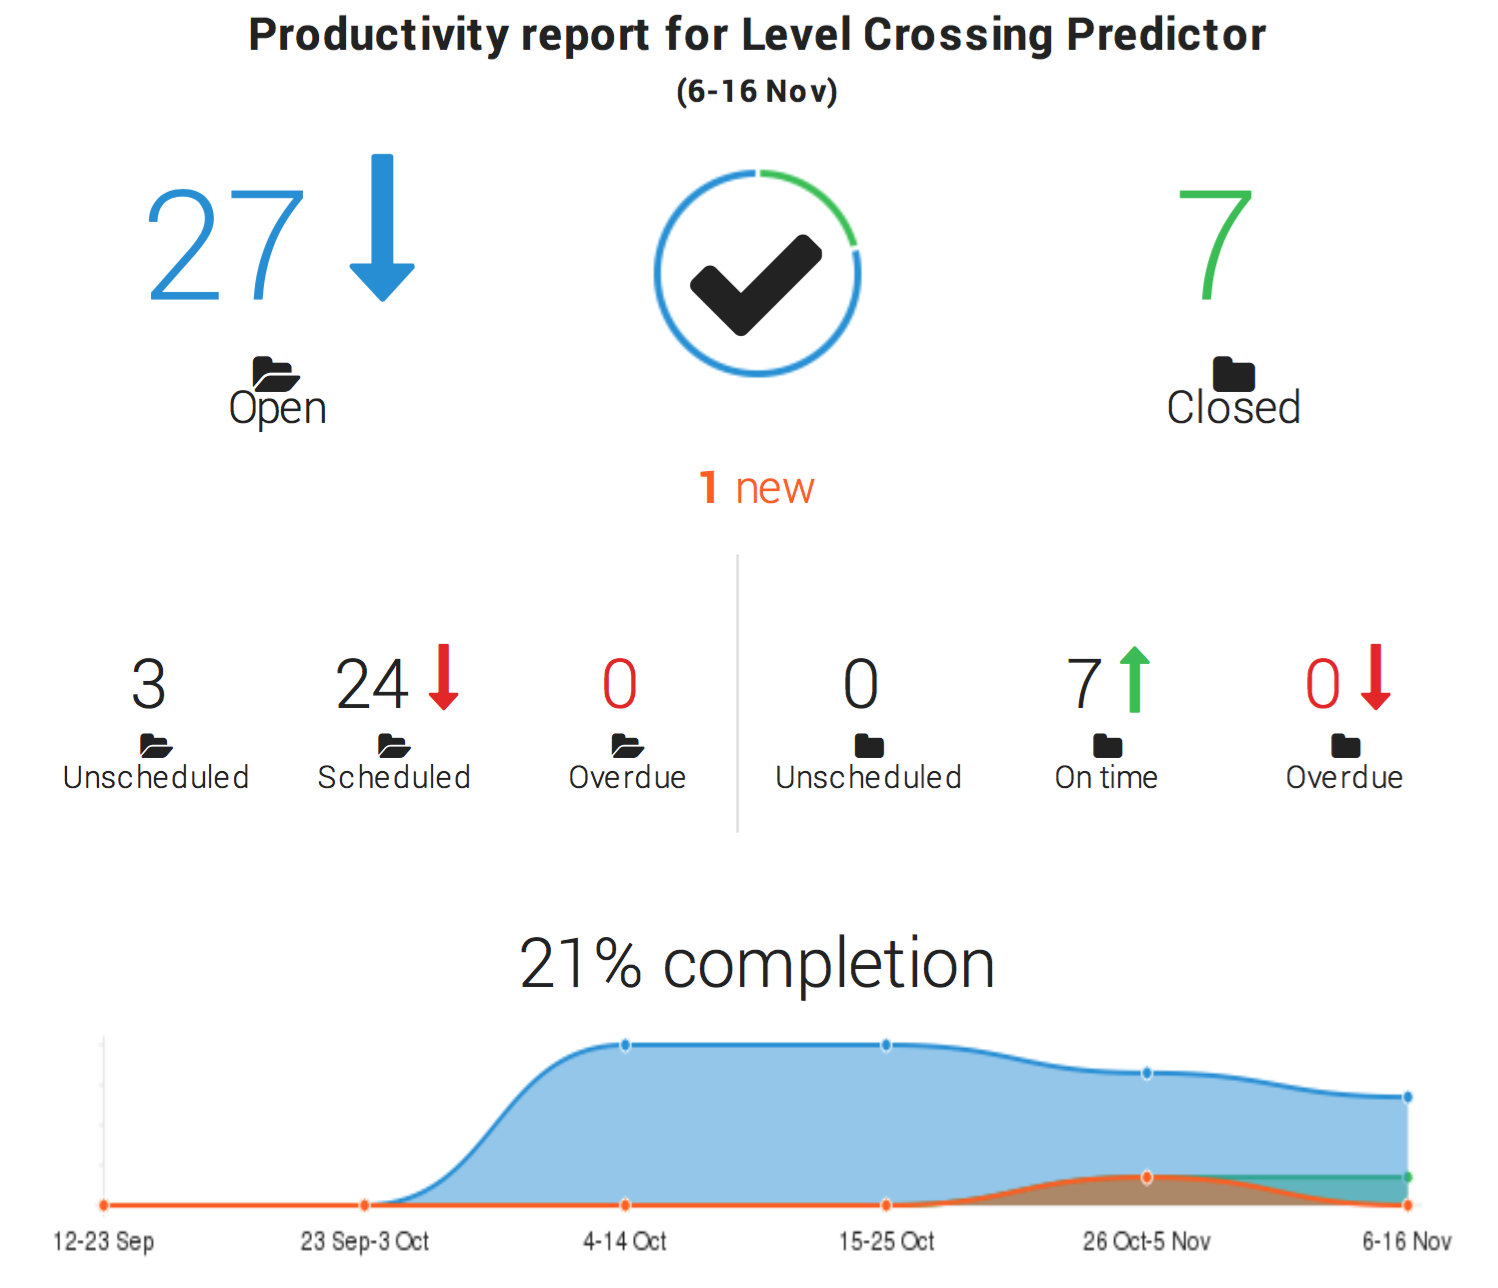 Productivity report for Level Crossing Predictor
(6-16 Nov)
27
7
Open
Closed
1 new
3
24
0
0
7
0
Unscheduled
Scheduled
Overdue
Unscheduled
On time
Overdue
21% completion
12-23 Sep
23 Sep-3 Oct
4-14 Oct
15-25 Oct
26 Oct-5 Nov
6-16 Nov